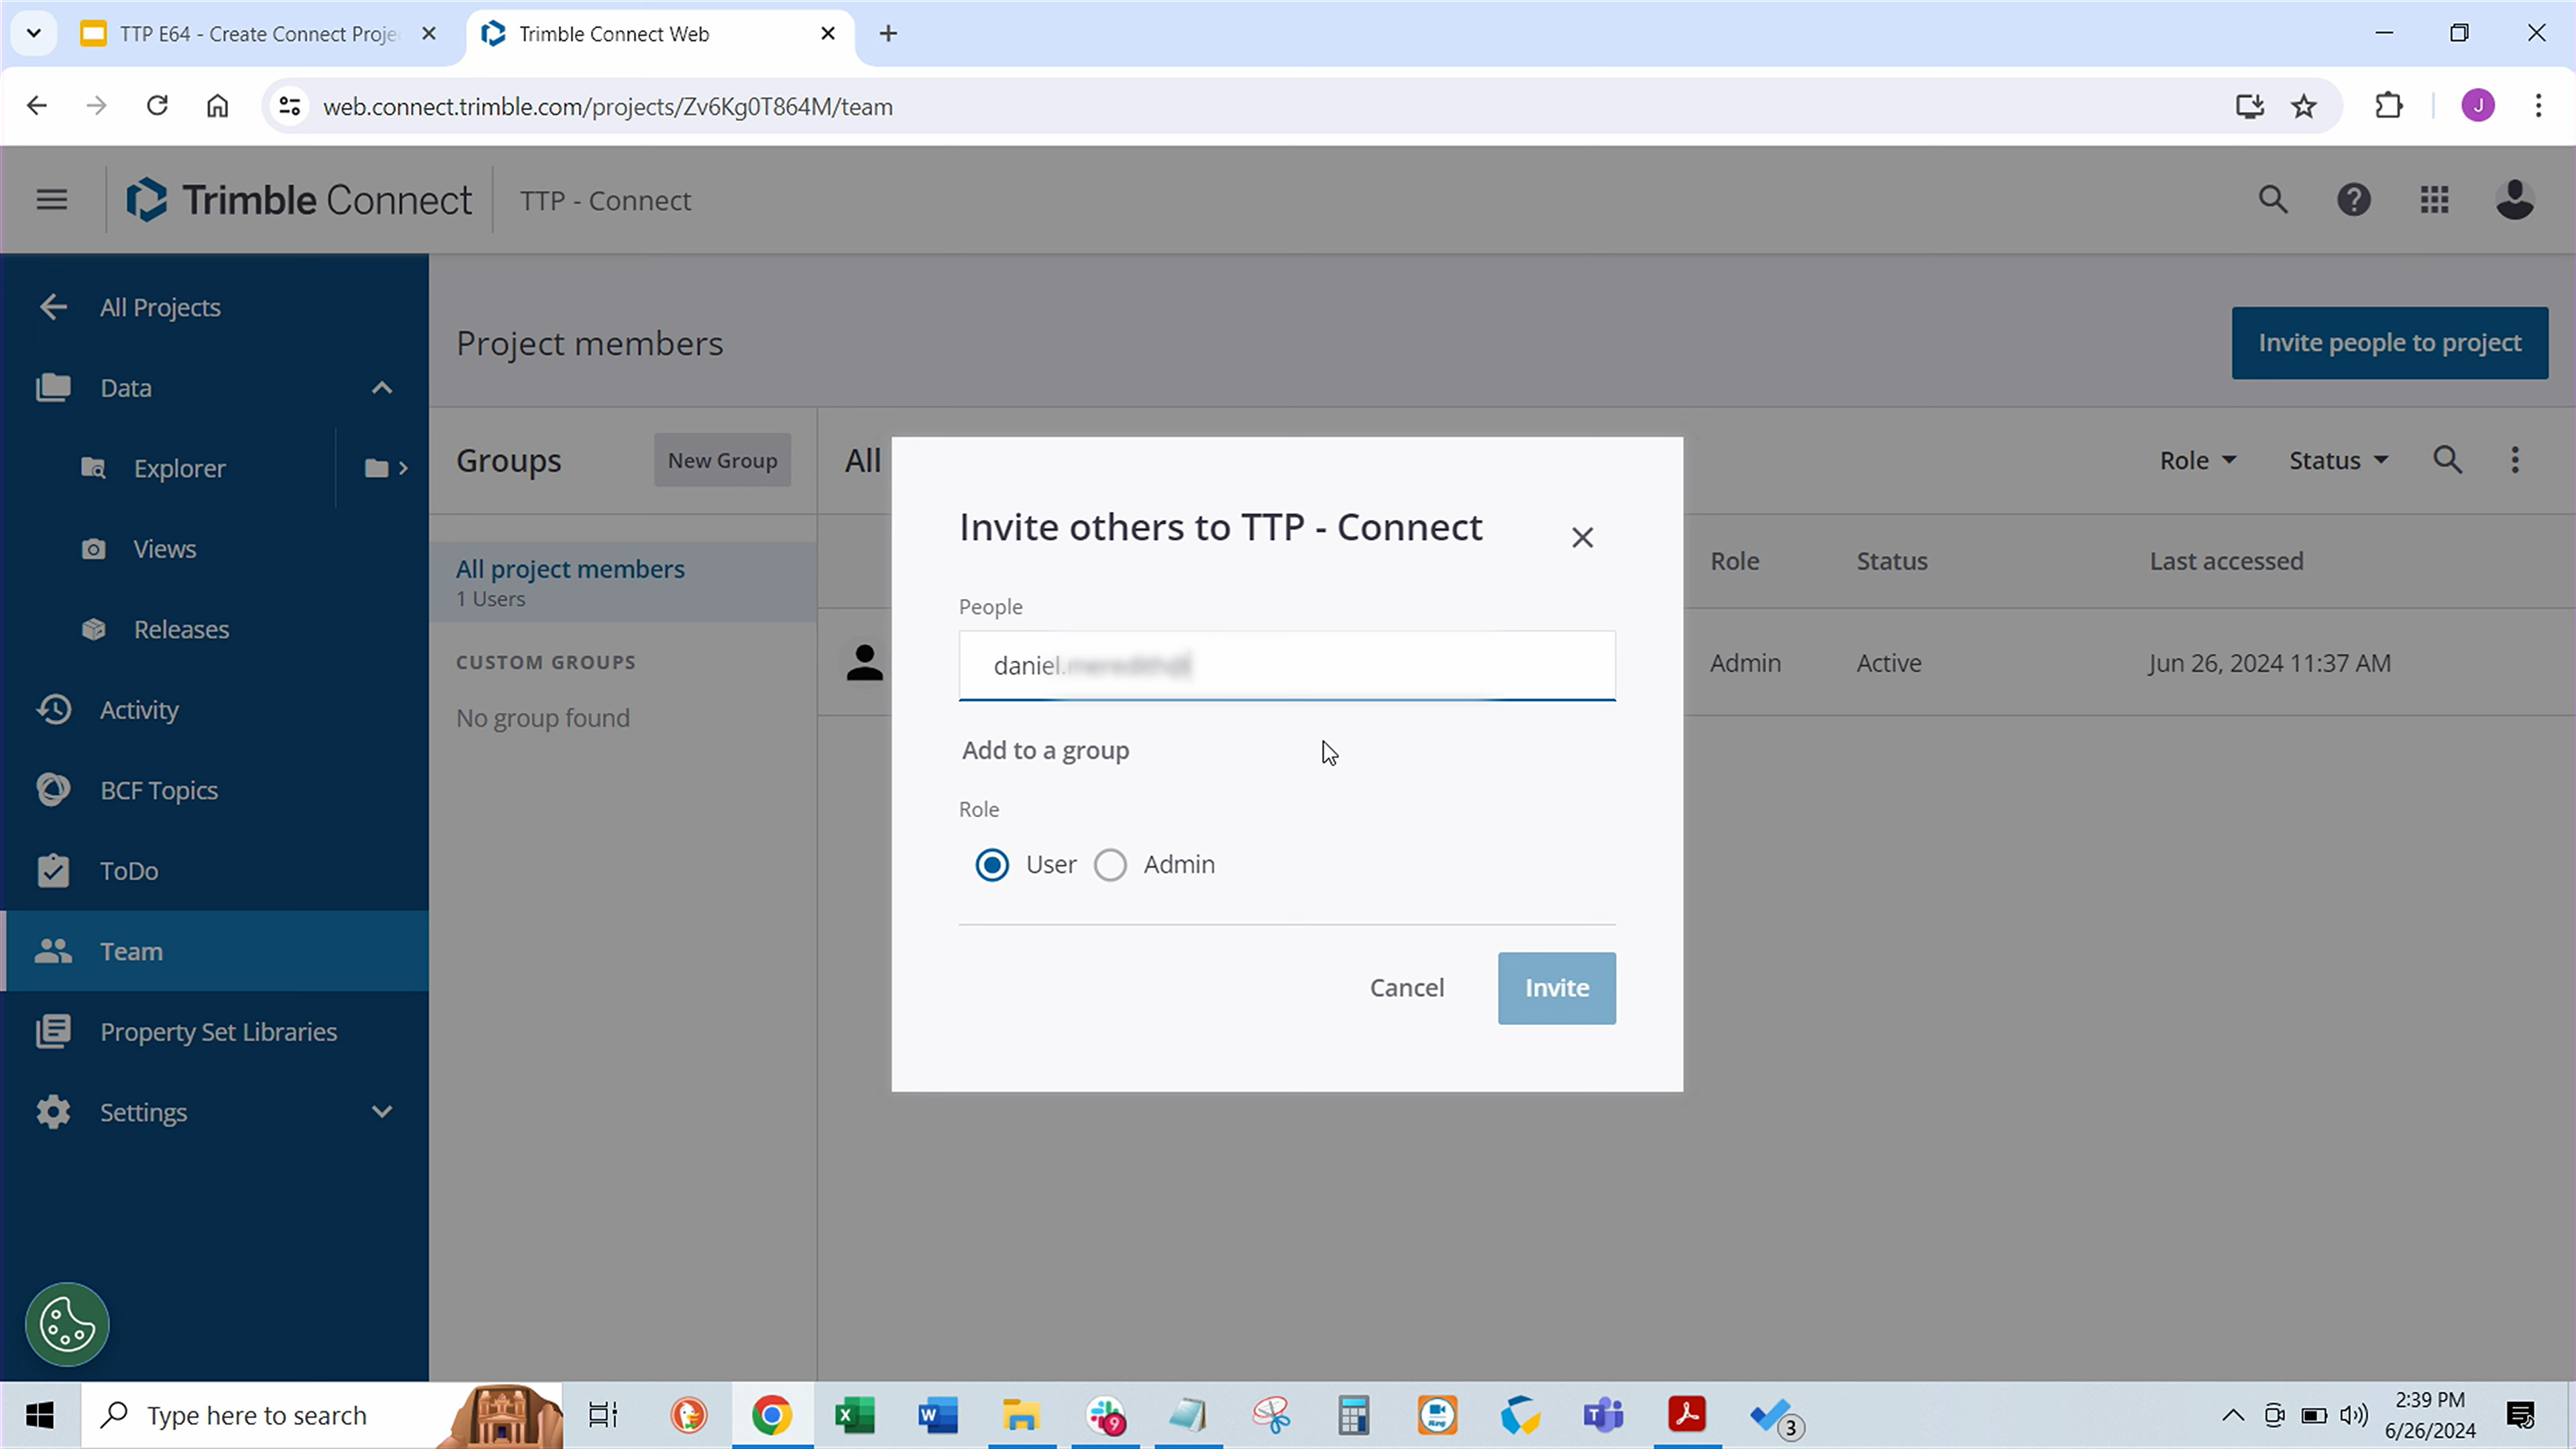 TTP E64 - Create Connect Proje
Trimble Connect Web
web.connect.trimble.com/projects/Zv6Kg0T864M/team
J
Trimble Connect
TTP - Connect
All Projects
Data
Explorer
Views
Releases
Activity
BCF Topics
ToDo
Team
Property Set Libraries
Settings
Project members
Invite people to project
Groups
New Group
All project members
1 Users
CUSTOM GROUPS
No group found
All
Role
Status
Role
Status
Last accessed
Admin
Active
Jun 26, 2024 11:37 AM
Invite others to TTP - Connect
People
daniel.
Add to a group
Role
User
Admin
Cancel
Invite
Type here to search
9
3
2:39 PM
6/26/2024